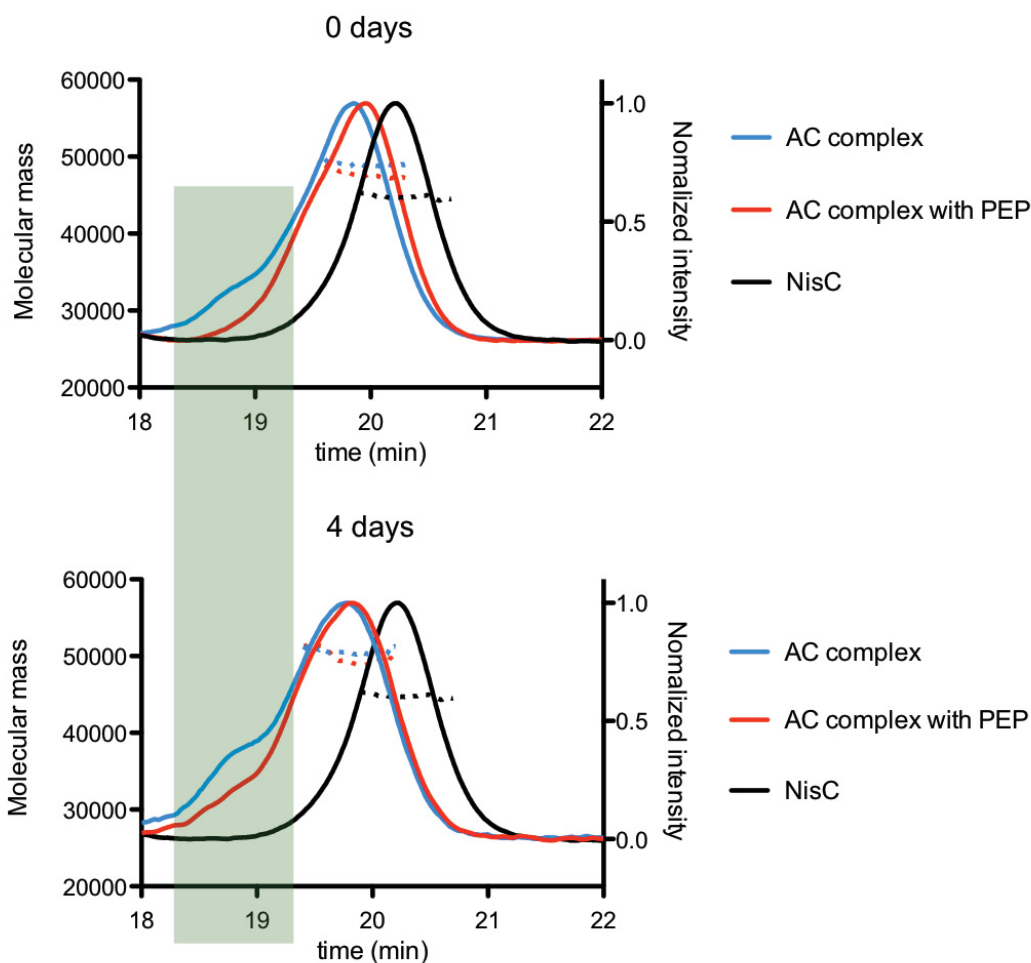 0 days
60000
50000
40000
30000
20000
Molecular mass
18
19
20
21
22
time (min)
1.0
0.5
0.0
Nomalized intensity
AC complex
AC complex with PEP
NisC
4 days
60000
50000
40000
30000
20000
Molecular mass
18
19
20
21
22
time (min)
1.0
0.5
0.0
Nomalized intensity
AC complex
AC complex with PEP
NisC